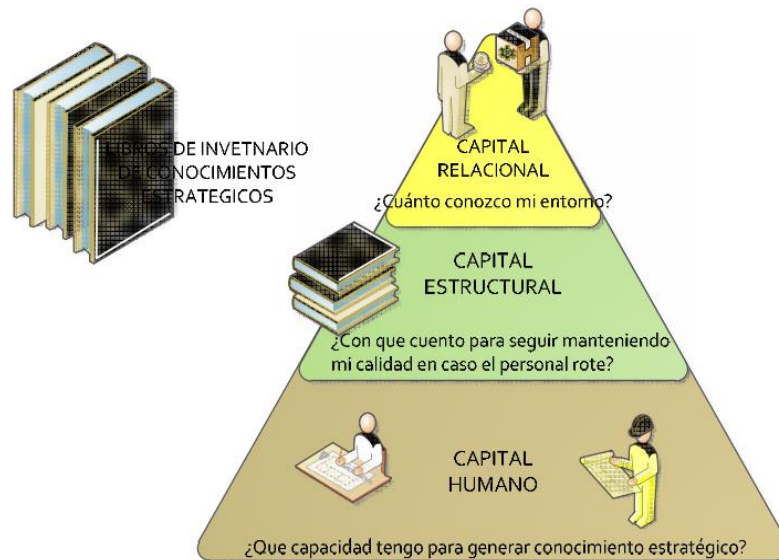 LIBROS DE INVETNARIO
DE CONOCIMIENTOS
ESTRATEGICOS
CAPITAL
RELACIONAL
¿Cuánto conozco mi entorno?
CAPITAL
ESTRUCTURAL
¿Con que cuento para seguir manteniendo
mi calidad en caso el personal rote?
CAPITAL
HUMANO
¿Que capacidad tengo para generar conocimiento estratégico?